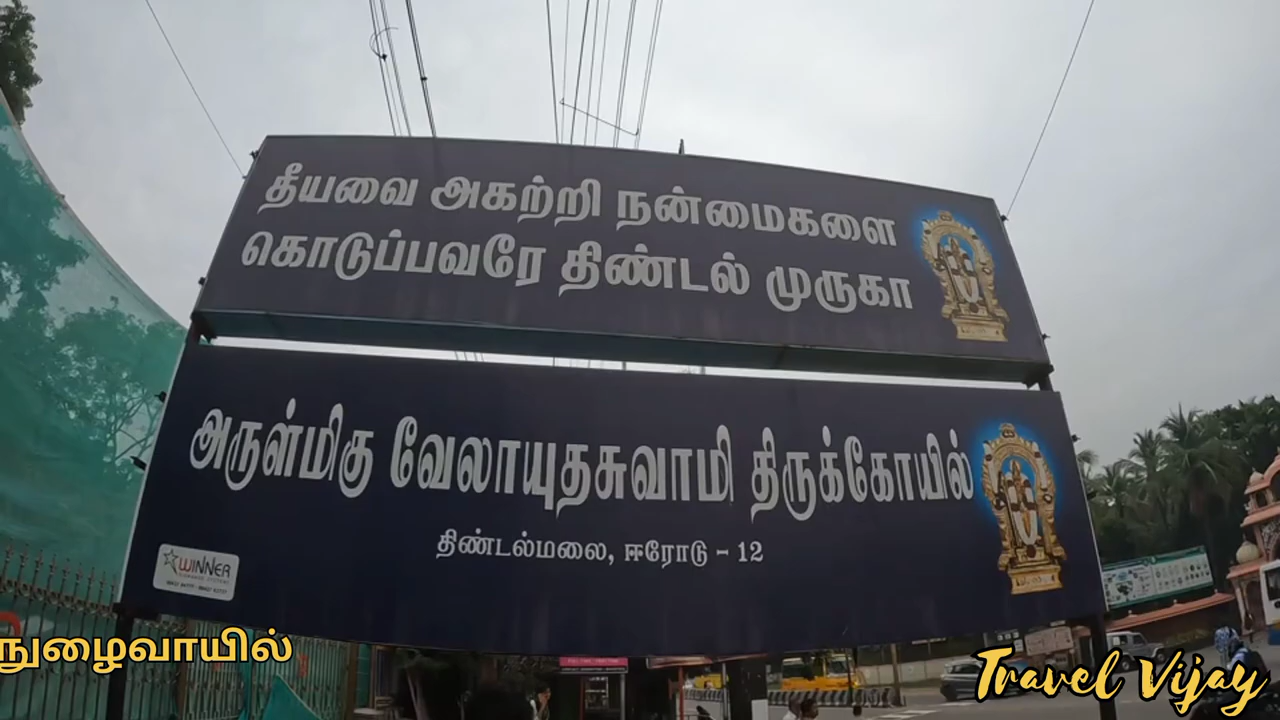 தீயவை அகற்றி நன்மைகளை
கொடுப்பவரே திண்டல் முருகா
அருள்மிகு வேலாயுதசுவாமி திருக்கோயில்
திண்டல்மலை, ஈரோடு - 12
WINNER
நுழைவாயில்
Travel Vijay